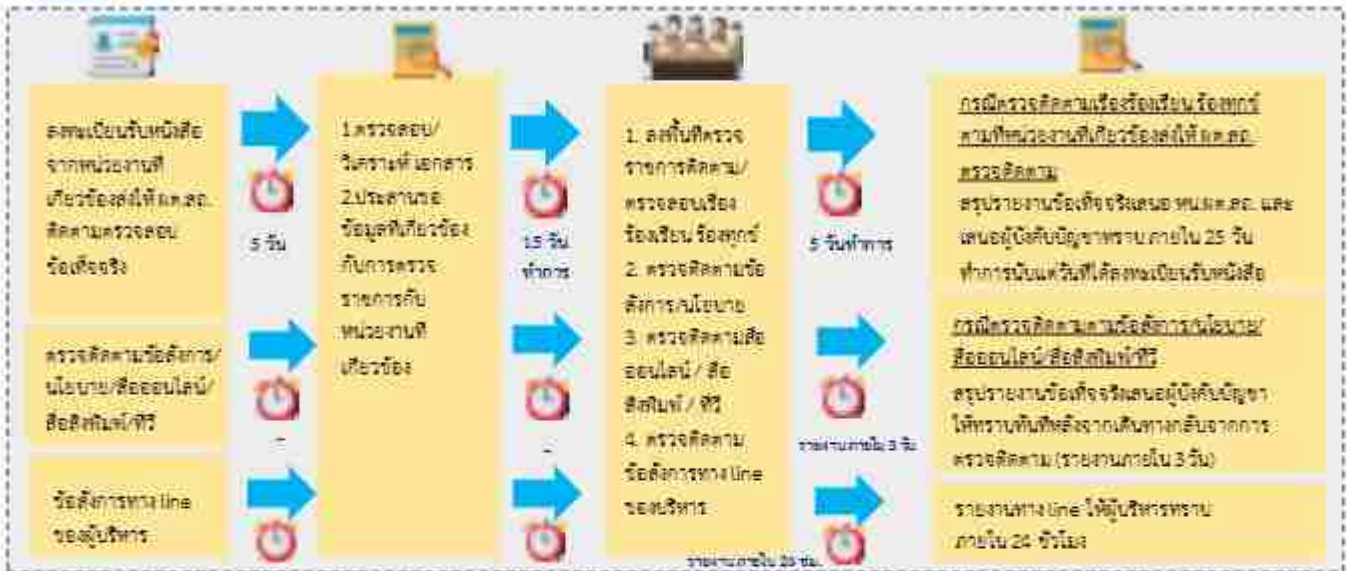 ลงทะเบียนรับหนังสือ
จากหน่วยงานที่
เกี่ยวข้องส่งให้ ผต.สถ.
ติดตามตรวจสอบ
ข้อเท็จจริง
5 วัน
1.ตรวจสอบ/
วิเคราะห์ เอกสาร
2.ประสานขอ
ข้อมูลที่เกี่ยวข้อง
กับการตรวจ
ราชการกับ
หน่วยงานที่
เกี่ยวข้อง
15 วัน
ทำการ
1. ลงพื้นที่ตรวจ
ราชการติดตาม/
ตรวจสอบเรื่อง
ร้องเรียน ร้องทุกข์
2. ตรวจติดตามข้อ
สั่งการ/นโยบาย
3. ตรวจติดตามสื่อ
ออนไลน์ / สื่อ
สิ่งพิมพ์ / ทีวี
4. ตรวจติดตาม
ข้อสั่งการทาง line
ของบริหาร
5 วันทำการ
กรณีตรวจติดตามเรื่องร้องเรียน ร้องทุกข์
ตามที่หน่วยงานที่เกี่ยวข้องส่งให้ ผต.สถ.
ตรวจติดตาม
สรุปรายงานข้อเท็จจริงเสนอ หน.ผต.สถ. และ
เสนอผู้บังคับบัญชาทราบ ภายใน 25 วัน
ทำการนับแต่วันที่ได้ลงทะเบียนรับหนังสือ
ตรวจติดตามข้อสั่งการ/
นโยบาย/สื่อออนไลน์/
สื่อสิ่งพิมพ์/ทีวี
-
-
รายงานภายใน 3 วัน
กรณีตรวจติดตามตามข้อสั่งการ/นโยบาย/
สื่อออนไลน์/สื่อสิ่งพิมพ์/ทีวี
สรุปรายงานข้อเท็จจริงเสนอผู้บังคับบัญชา
ให้ทราบทันทีหลังจากเดินทางกลับจากการ
ตรวจติดตาม (รายงานภายใน 3 วัน)
ข้อสั่งการทาง line
ของผู้บริหาร
รายงานภายใน ชม.
รายงานทาง line ให้ผู้บริหารทราบ
ภายใน 24 ชั่วโมง